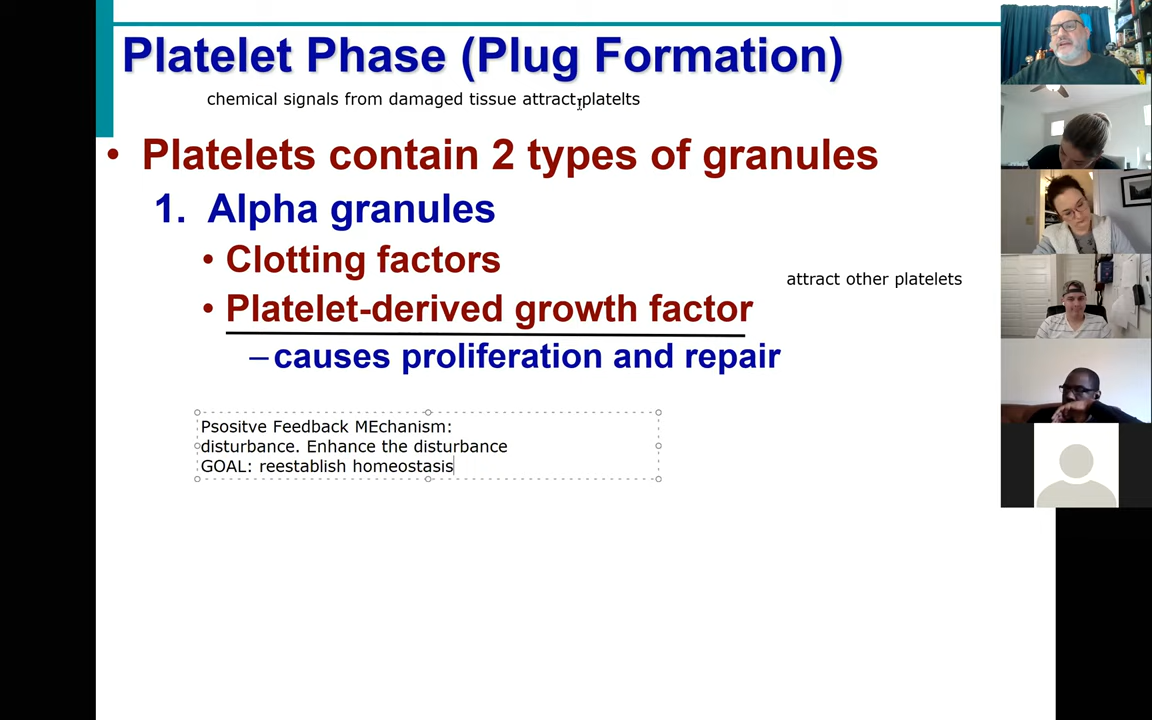 Platelet Phase (Plug Formation)
chemical signals from damaged tissue attract platelts
• Platelets contain 2 types of granules
1. Alpha granules
• Clotting factors
attract other platelets
• Platelet-derived growth factor
–causes proliferation and repair
Psositve Feedback MEchanism:
disturbance. Enhance the disturbance
GOAL: reestablish homeostasis